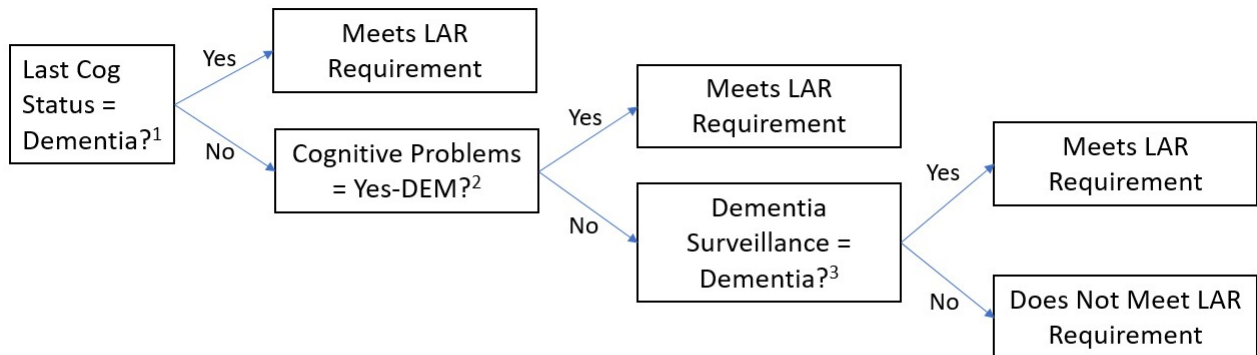 Last Cog
Status =
Dementia?¹
Yes
No
Meets LAR
Requirement
Cognitive Problems
= Yes-DEM?²
Yes
No
Meets LAR
Requirement
Dementia
Surveillance =
Dementia?³
Yes
No
Meets LAR
Requirement
Does Not Meet LAR
Requirement